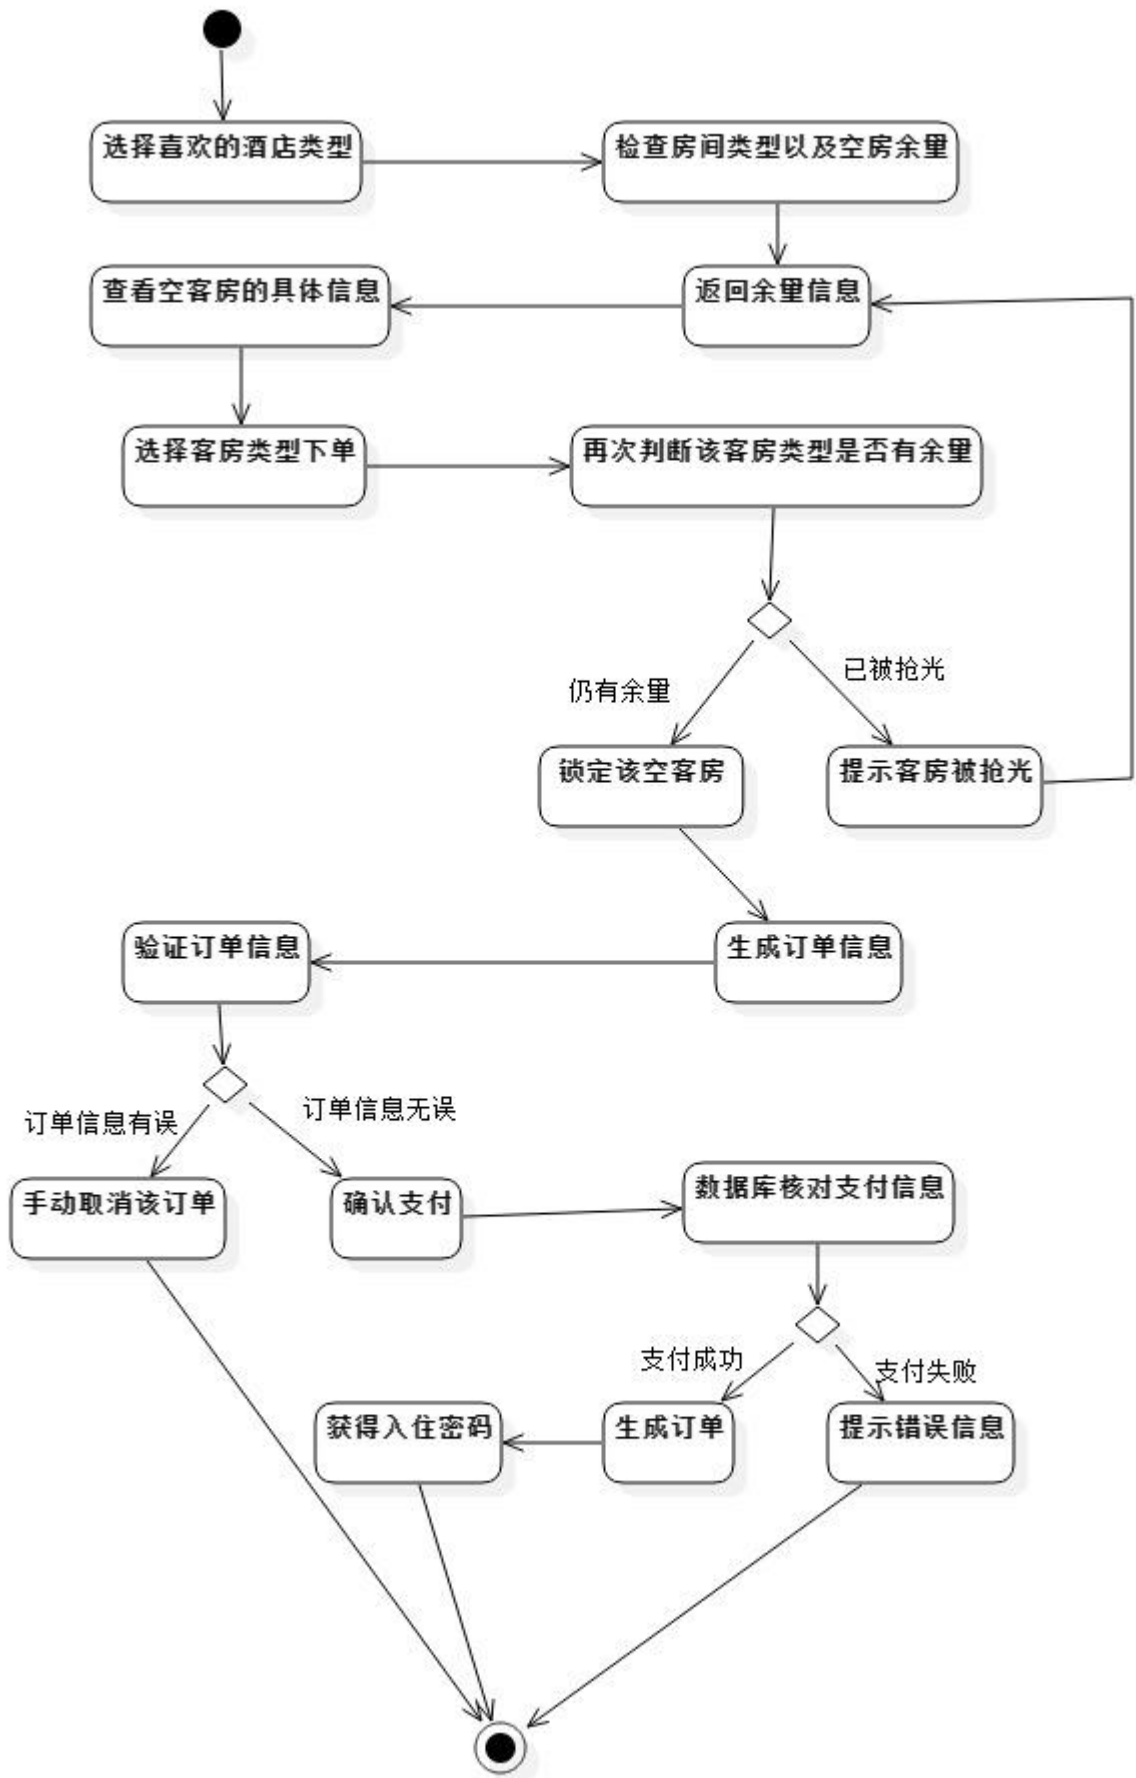 选择喜欢的酒店类型
检查房间类型以及空房余量
查看空客房的具体信息
返回余量信息
选择客房类型下单
再次判断该客房类型是否有余量
已被抢光
仍有余量
锁定该空客房
提示客房被抢光
验证订单信息
生成订单信息
订单信息有误
订单信息无误
手动取消该订单
确认支付
数据库核对支付信息
支付成功
支付失败
获得入住密码
生成订单
提示错误信息